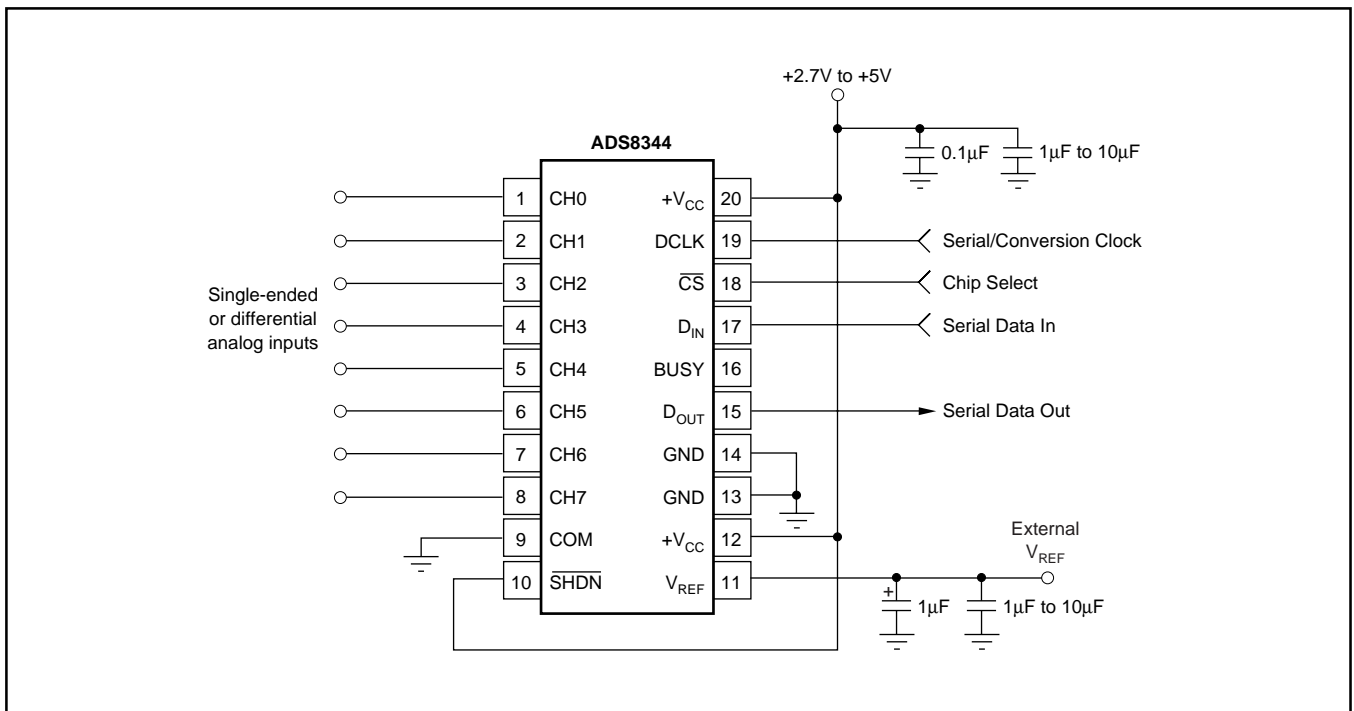 +2.7V to +5V
ADS8344
0.1µF
1µF to 10µF
1 CH0 +VCC 20
2 CH1 DCLK 19 Serial/Conversion Clock
3 CH2 CS 18 Chip Select
Single-ended
or differential
analog inputs
4 CH3 DIN 17 Serial Data In
5 CH4 BUSY 16
6 CH5 DOUT 15 Serial Data Out
7 CH6 GND 14
8 CH7 GND 13
9 COM +VCC 12
External
VREF
10 SHDN VREF 11
+
1µF
1µF to 10µF